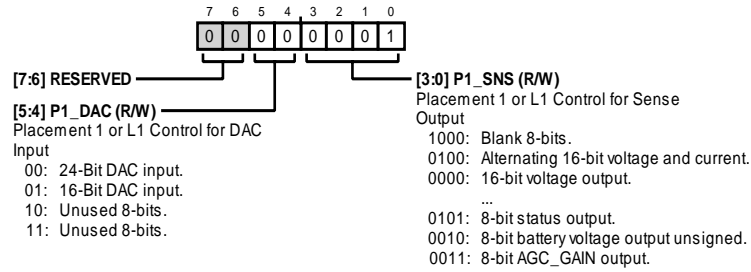 7 6 5 4 3 2 1 0
0 0 0 0 0 0 0 1
[7:6] RESERVED
[5:4] P1_DAC (R/W)
Placement 1 or L1 Control for DAC
Input
00: 24-Bit DAC input.
01: 16-Bit DAC input.
10: Unused 8-bits.
11: Unused 8-bits.
[3:0] P1_SNS (R/W)
Placement 1 or L1 Control for Sense
Output
1000: Blank 8-bits.
0100: Alternating 16-bit voltage and current.
0000: 16-bit voltage output.
...
0101: 8-bit status output.
0010: 8-bit battery voltage output unsigned.
0011: 8-bit AGC_GAIN output.